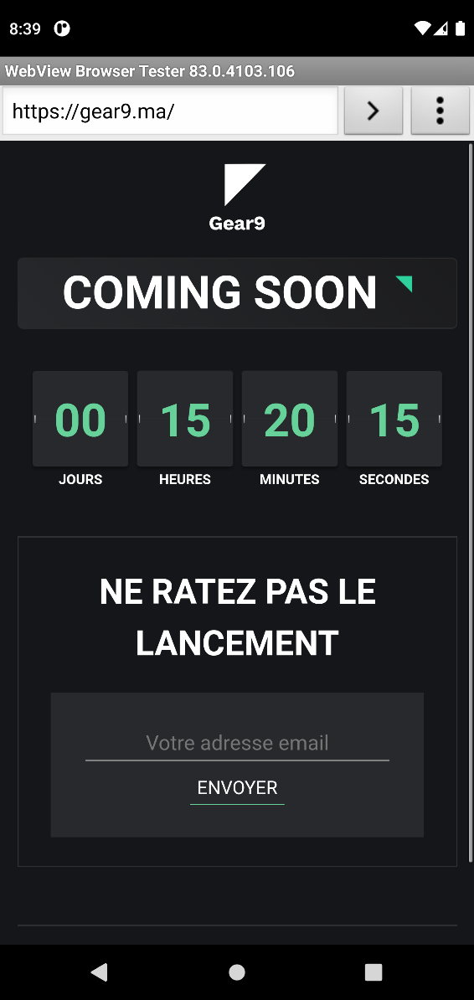 8:39
WebView Browser Tester 83.0.4103.106
https://gear9.ma/
Gear9
COMING SOON
00 15 20 15
JOURS HEURES MINUTES SECONDES
NE RATEZ PAS LE
LANCEMENT
Votre adresse email
ENVOYER